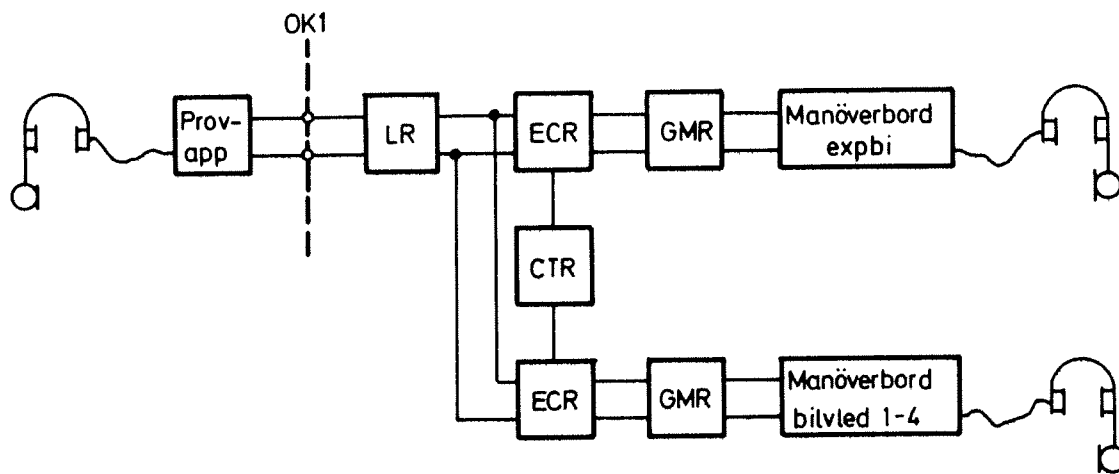 OK1
Prov-
app
LR
ECR
GMR
Manöverbord
expbi
CTR
ECR
GMR
Manöverbord
bilvled 1-4